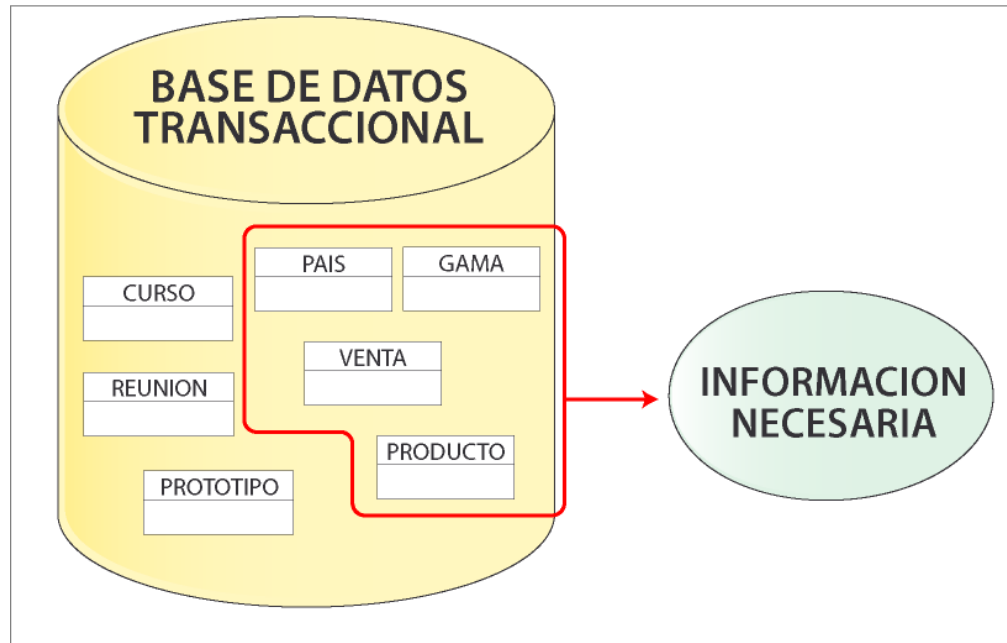 BASE DE DATOS
TRANSACCIONAL
PAIS
GAMA
CURSO
VENTA
REUNION
PRODUCTO
PROTOTIPO
INFORMACION
NECESARIA